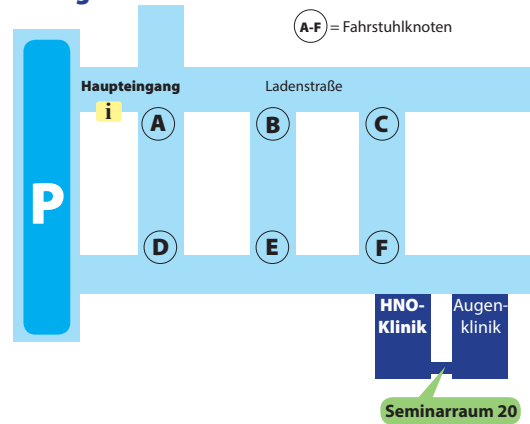 A-F = Fahrstuhlknoten
Haupteingang
Ladenstraße
i
A
B
C
P
D
E
F
HNO-
Klinik
Augen-
klinik
Seminarraum 20